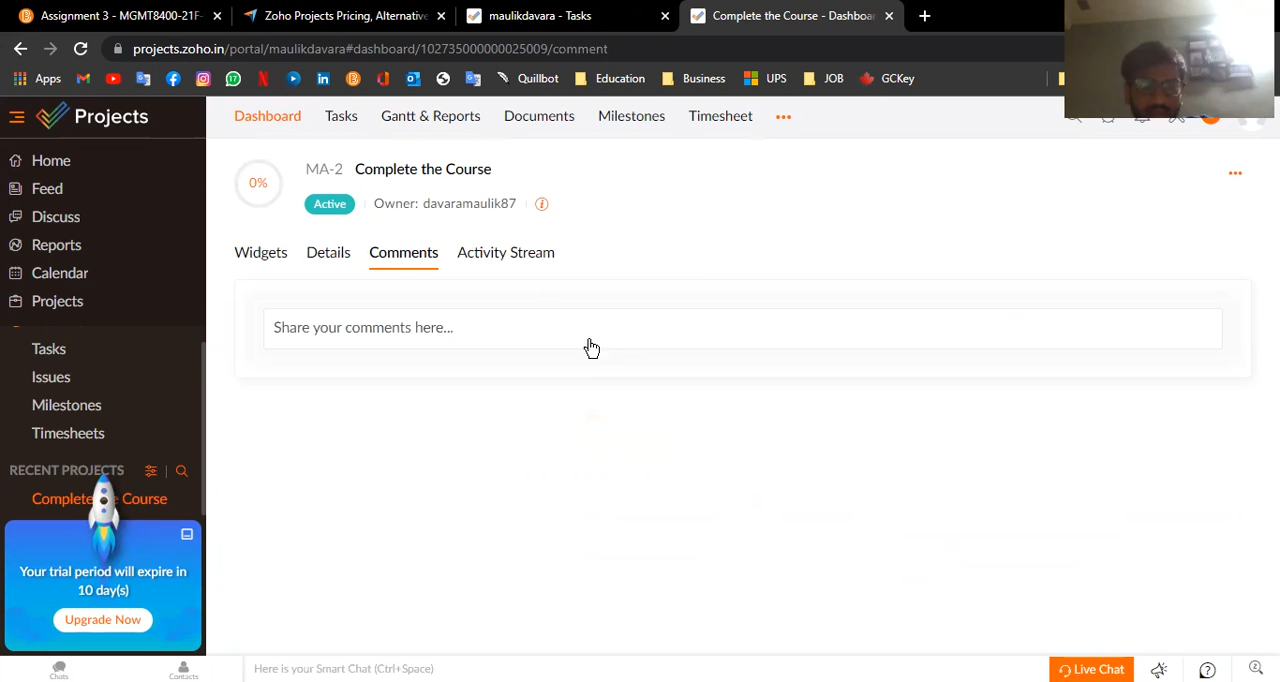 Assignment 3 - MGMT8400-21F-
Zoho Projects Pricing, Alternative
maulikdavara - Tasks
Complete the Course - Dashboa
projects.zoho.in/portal/maulikdavara#dashboard/102735000000025009/comment
Apps
Quillbot
Education
Business
UPS
JOB
GCKey
Projects
Dashboard Tasks Gantt & Reports Documents Milestones Timesheet
Home
Feed
Discuss
Reports
Calendar
Projects
Tasks
Issues
Milestones
Timesheets
RECENT PROJECTS
Complete the Course
Your trial period will expire in
10 day(s)
Upgrade Now
0%
MA-2 Complete the Course
Active Owner: davaramaulik87
Widgets Details Comments Activity Stream
Share your comments here...
Chats
Contacts
Here is your Smart Chat (Ctrl+Space)
Live Chat